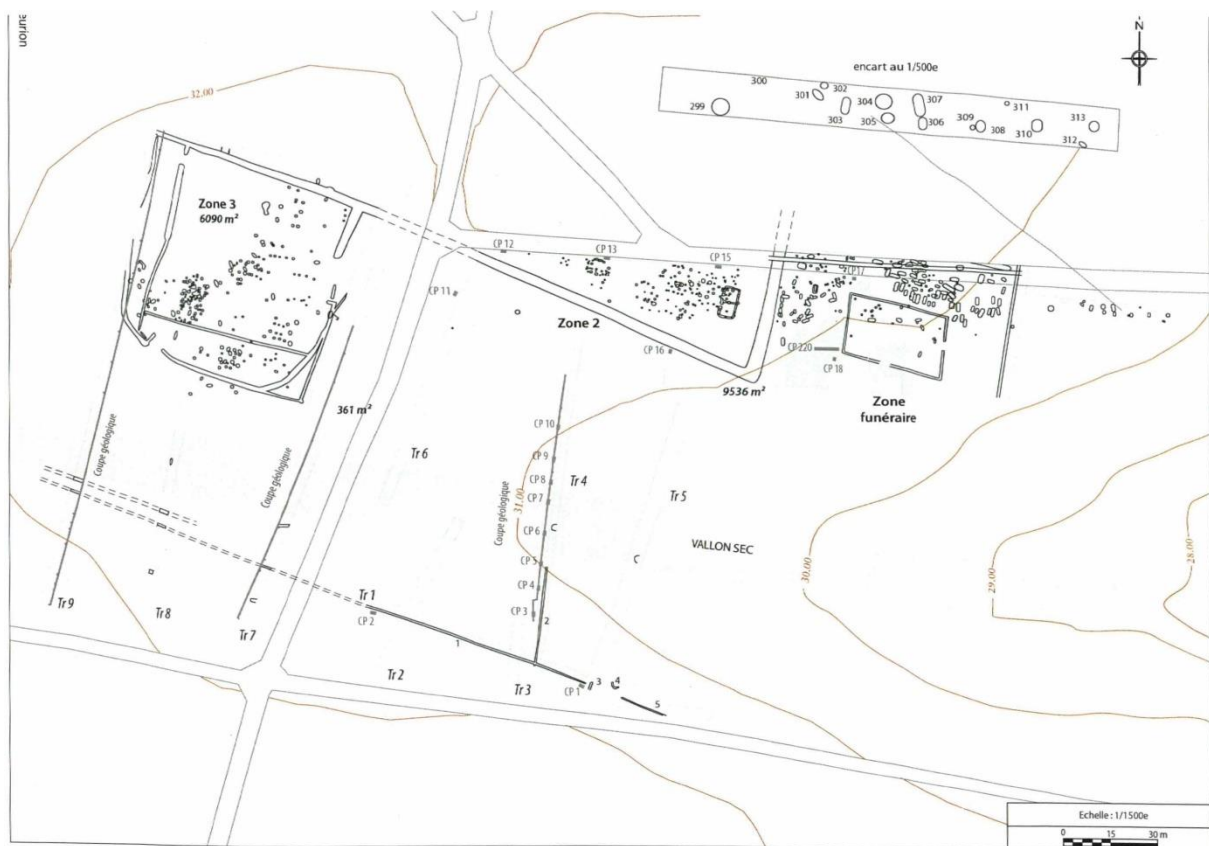 eaurion
N
encart au 1/500e
300
302
301
299
303
304
305
307
306
309
308
311
310
313
312
32.00
Zone 3
6090 m²
CP 12
CP 13
CP 15
CP17
CP 11
Zone 2
CP 16
CP 220
CP 18
9536 m²
Zone
funéraire
361 m²
Coupe géologique
Coupe géologique
Coupe géologique
Tr 6
CP 10
CP 9
CP 8
CP 7
CP 6
CP 5
CP 4
CP 3
Tr 4
Tr 5
31.00
VALLON SEC
30.00
29.00
28.00
Tr 9
Tr 8
Tr 7
Tr 1
CP 2
1
2
Tr 2
Tr 3
CP 1
3
4
5
Echelle : 1/1500e
0 15 30 m